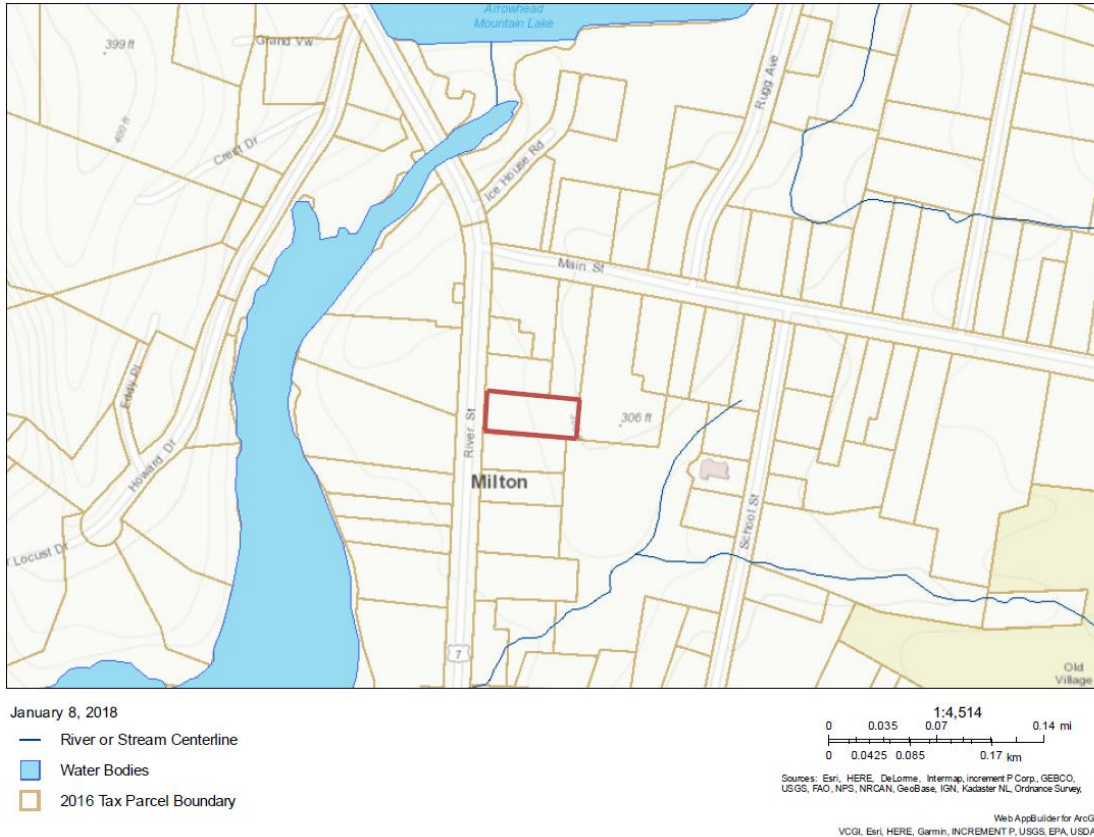 Arrowhead
Mountain Lake
399 ft
Grand Vw
400 ft
Crest Dr
Rugg Ave
Ice House Rd
Main St
Eddy Pl
Howard Dr
River St
306 ft
Milton
School St
Locust Dr
7
Old
Village
January 8, 2018
River or Stream Centerline
Water Bodies
2016 Tax Parcel Boundary
1:4,514
0 0.035 0.07 0.14 mi
0 0.0425 0.085 0.17 km
Sources: Esri, HERE, DeLorme, Intermap, increment P Corp., GEBCO,
USGS, FAO, NPS, NRCAN, GeoBase, IGN, Kadaster NL, Ordnance Survey,
Web AppBuilder for ArcG
VCGI, Esri, HERE, Garmin, INCREMENT P, USGS, EPA, USDA